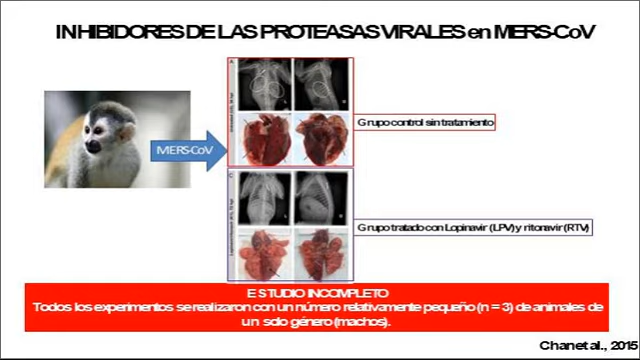 INHIBIDORES DE LAS PROTEASAS VIRALES en MERS-CoV
MERS-CoV
Grupo control sin tratamiento
Grupo tratado con Lopinavir (LPV) y ritonavir (RTV)
ESTUDIO INCOMPLETO
Todos los experimentos se realizaron con un número relativamente pequeño (n = 3) de animales de
un solo género (machos).
Chan et al., 2015